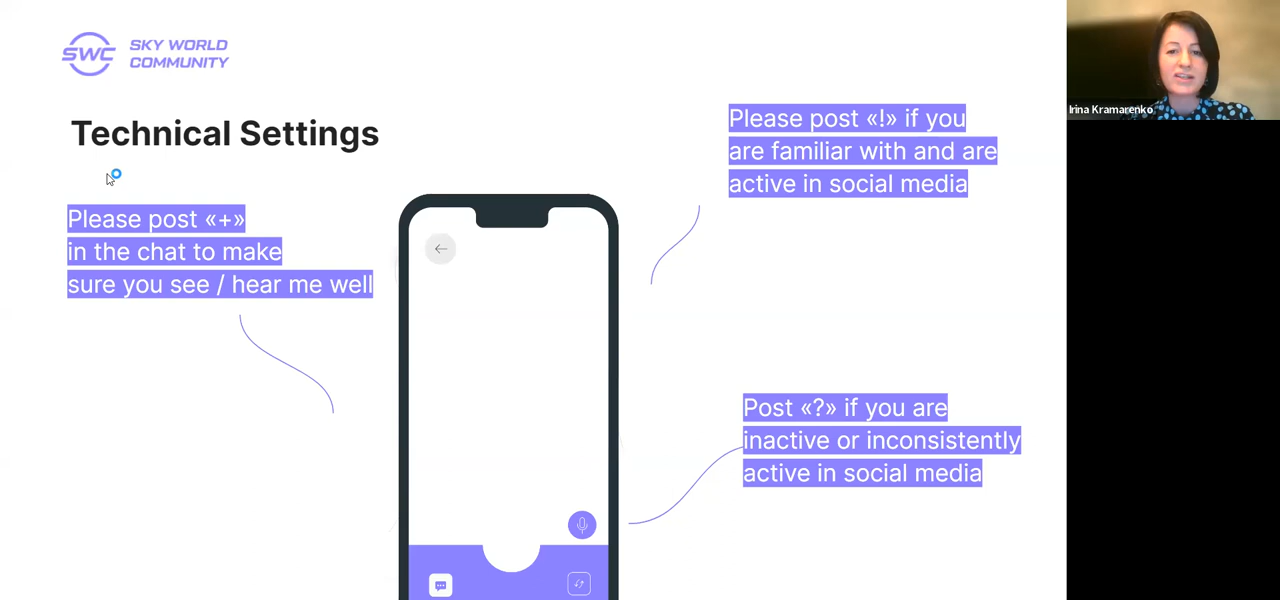 SWC
SKY WORLD
COMMUNITY
Technical Settings
Please post «+»
in the chat to make
sure you see / hear me well
Please post «!» if you
are familiar with and are
active in social media
Post «?» if you are
inactive or inconsistently
active in social media
Irina Kramarenko